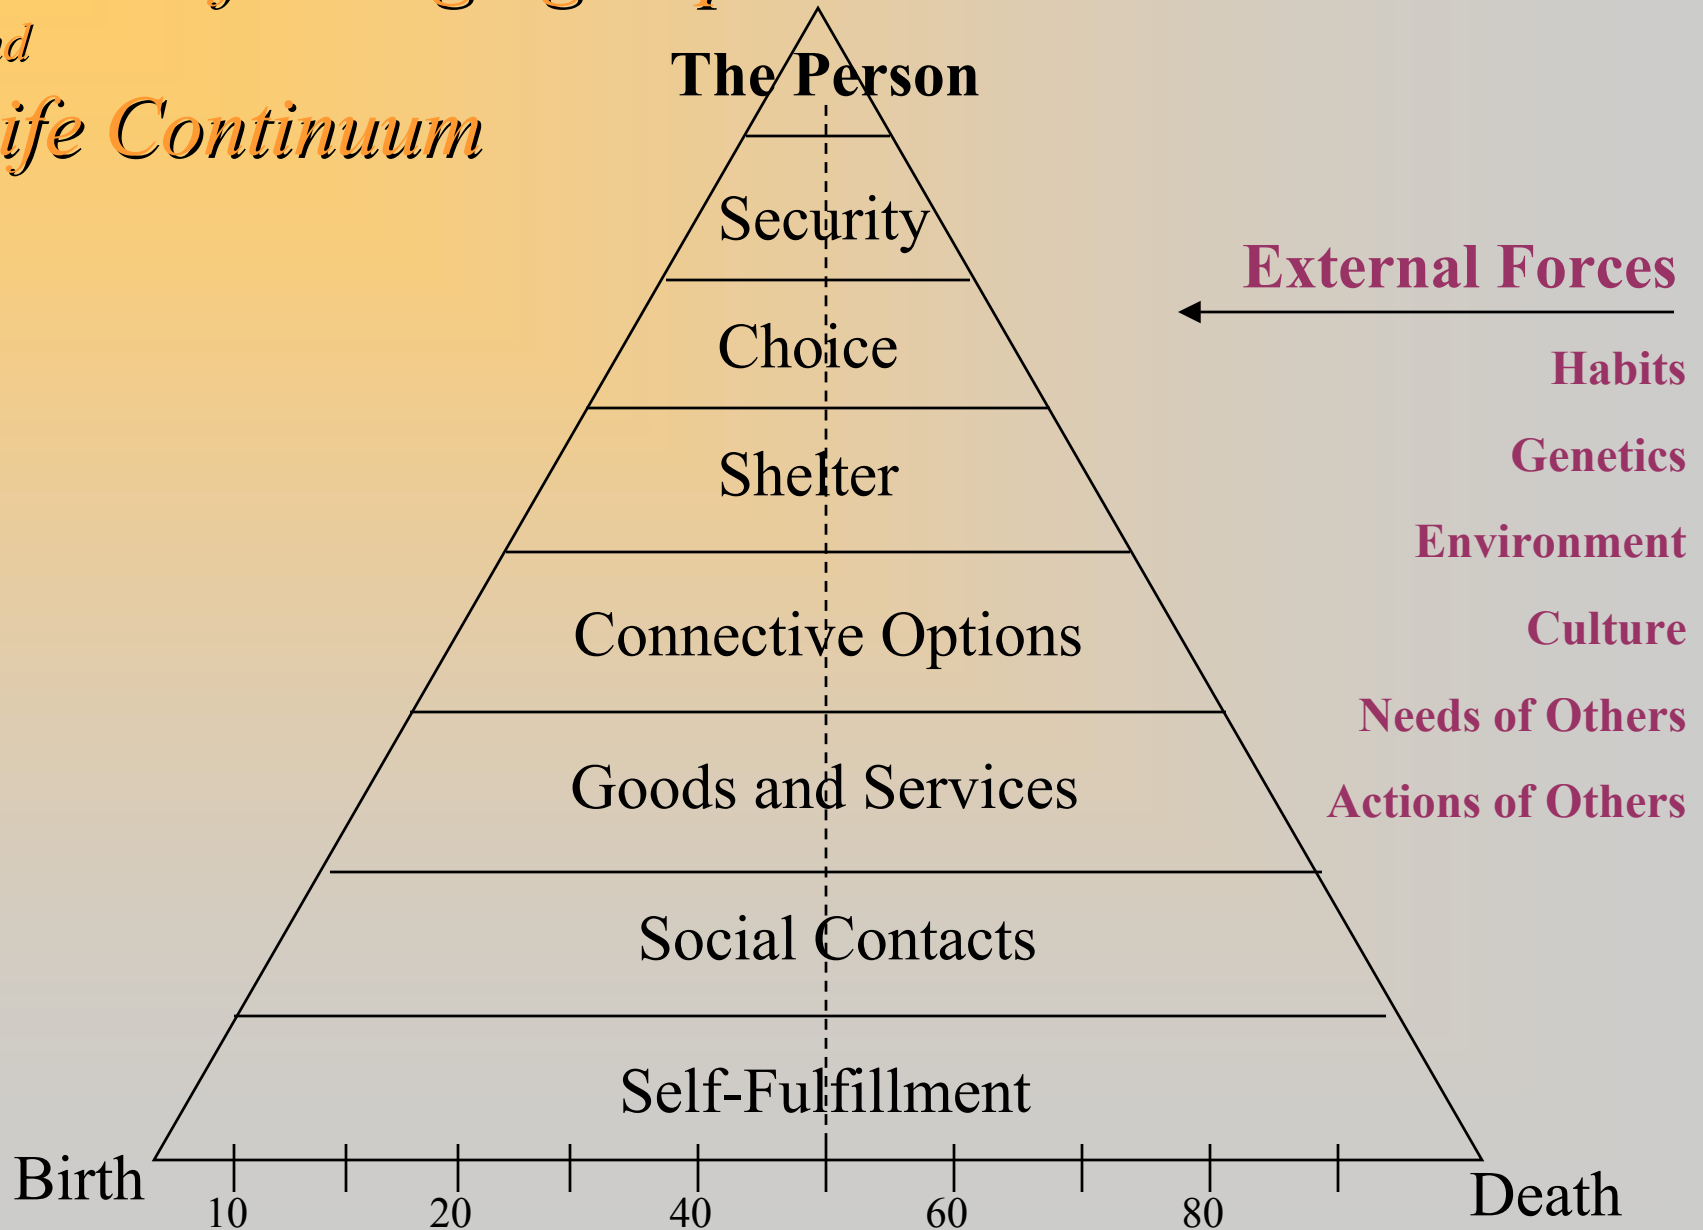 ife Continuum
The Person
Security
Choice
Shelter
Connective Options
Goods and Services
Social Contacts
Self-Fulfillment
External Forces
Habits
Genetics
Environment
Culture
Needs of Others
Actions of Others
Birth
10 20 40 60 80
Death